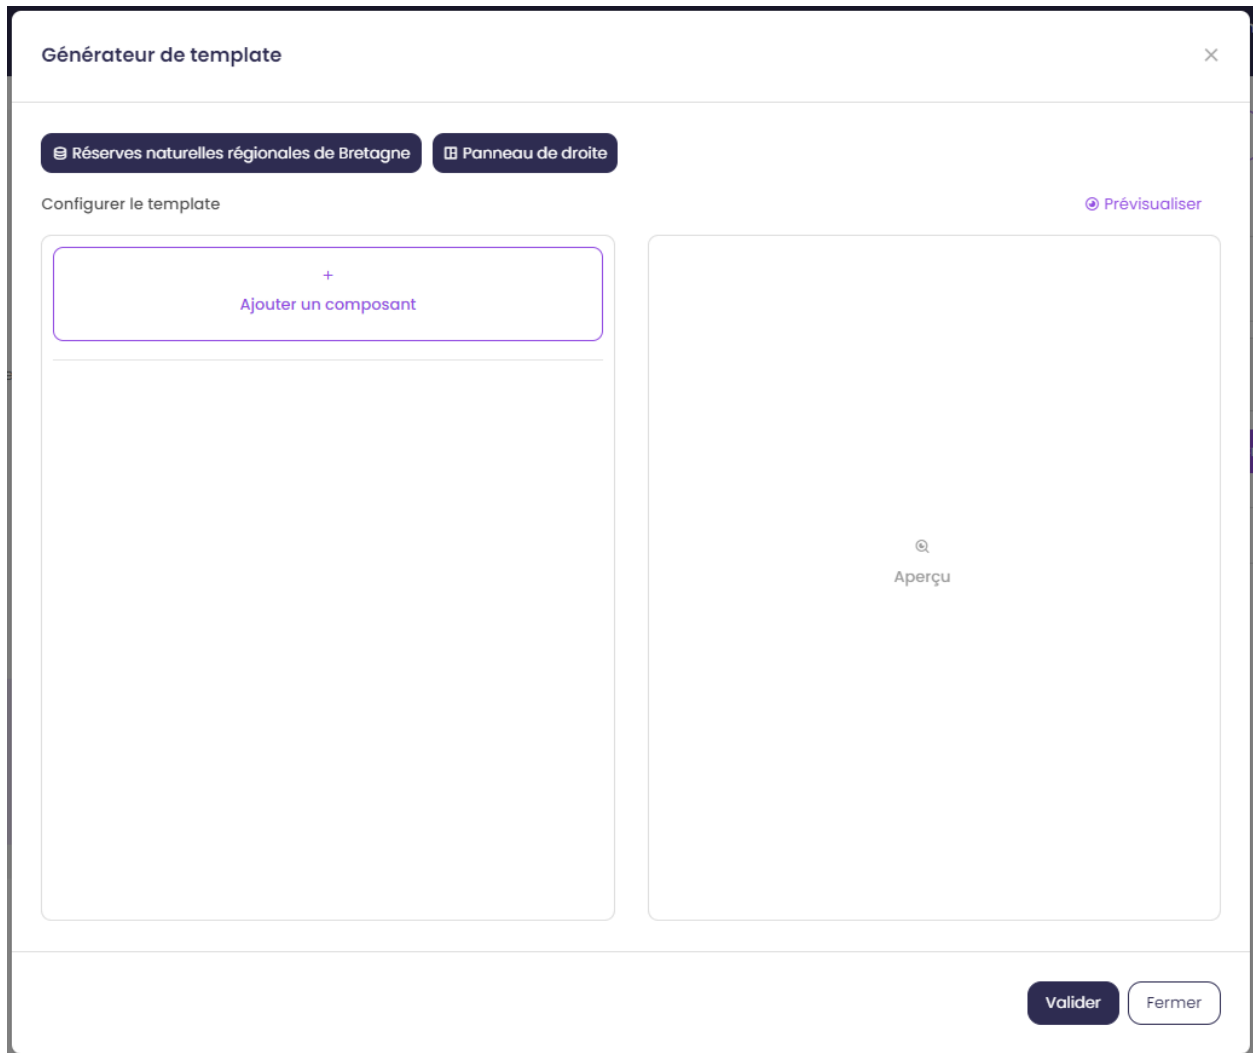 Générateur de template
Réserves naturelles régionales de Bretagne
Panneau de droite
Configurer le template
Prévisualiser
+
Ajouter un composant
Aperçu
Valider
Fermer